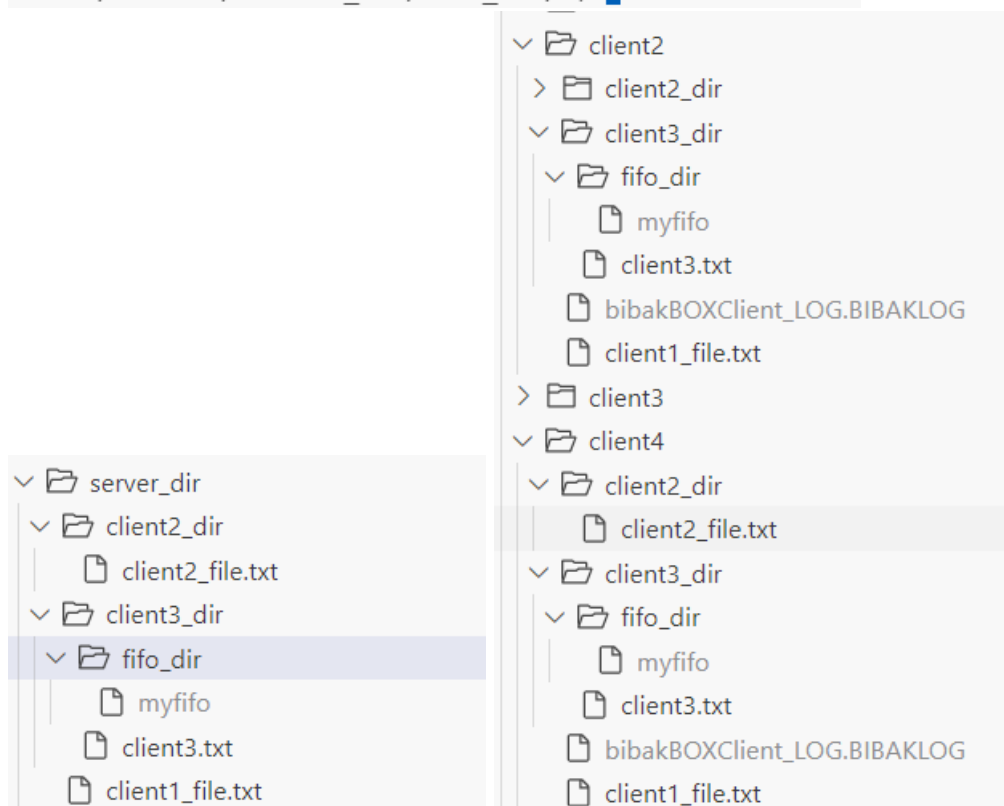 server_dir
client2_dir
client2_file.txt
client3_dir
fifo_dir
myfifo
client3.txt
client1_file.txt
client2
client2_dir
client3_dir
fifo_dir
myfifo
client3.txt
bibakBOXClient_LOG.BIBAKLOG
client1_file.txt
client3
client4
client2_dir
client2_file.txt
client3_dir
fifo_dir
myfifo
client3.txt
bibakBOXClient_LOG.BIBAKLOG
client1_file.txt